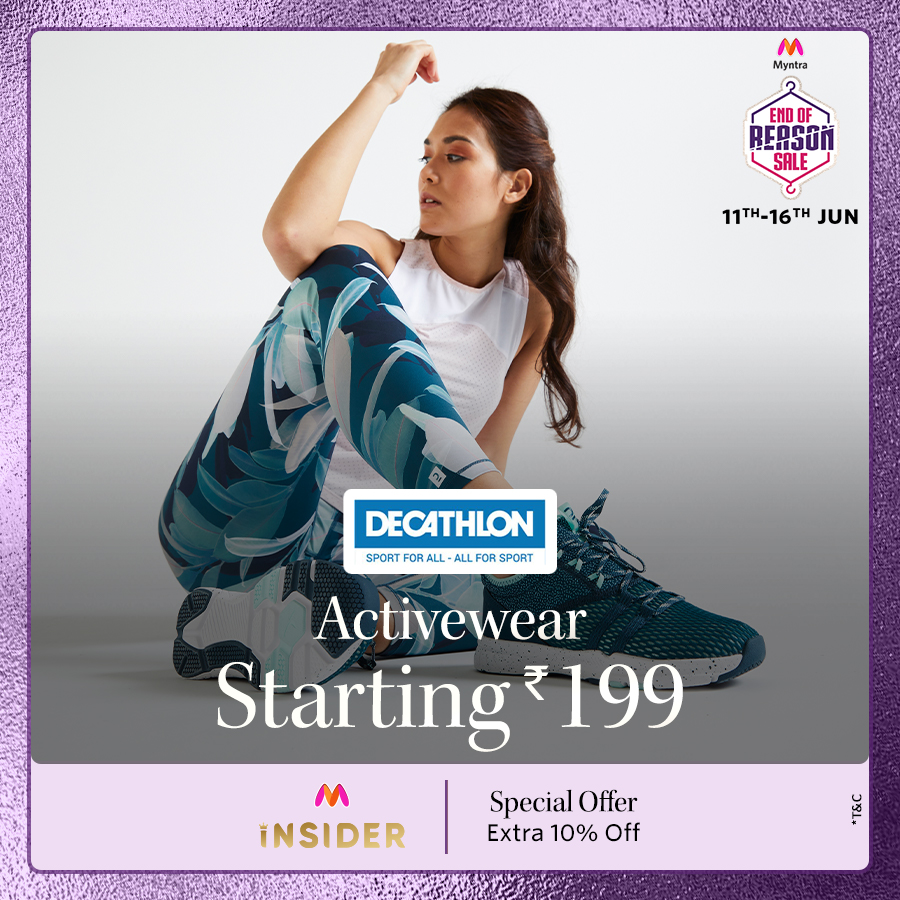 Myntra
END OF
REASON
SALE
11TH-16TH JUN
DECATHLON
SPORT FOR ALL - ALL FOR SPORT
Activewear
Starting ₹199
INSIDER
Special Offer
Extra 10% Off
*T&C